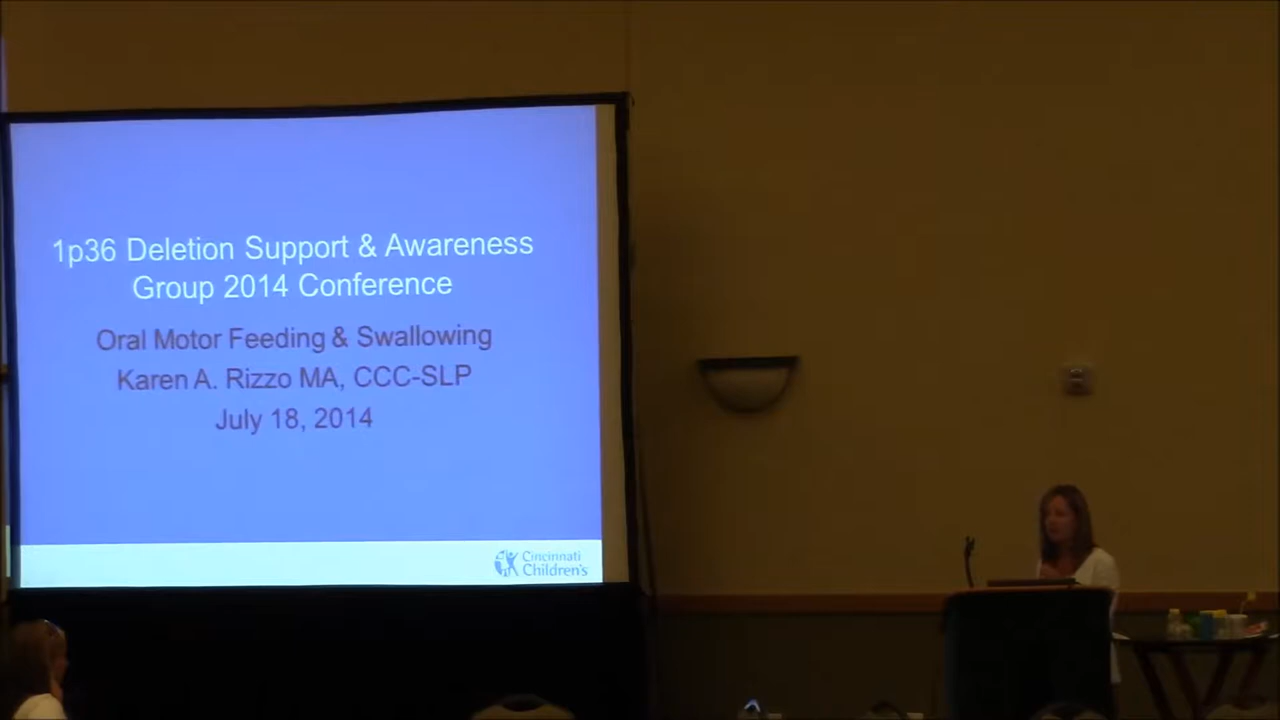 1p36 Deletion Support & Awareness
Group 2014 Conference
Oral Motor Feeding & Swallowing
Karen A. Rizzo MA, CCC-SLP
July 18, 2014
Cincinnati
Children's